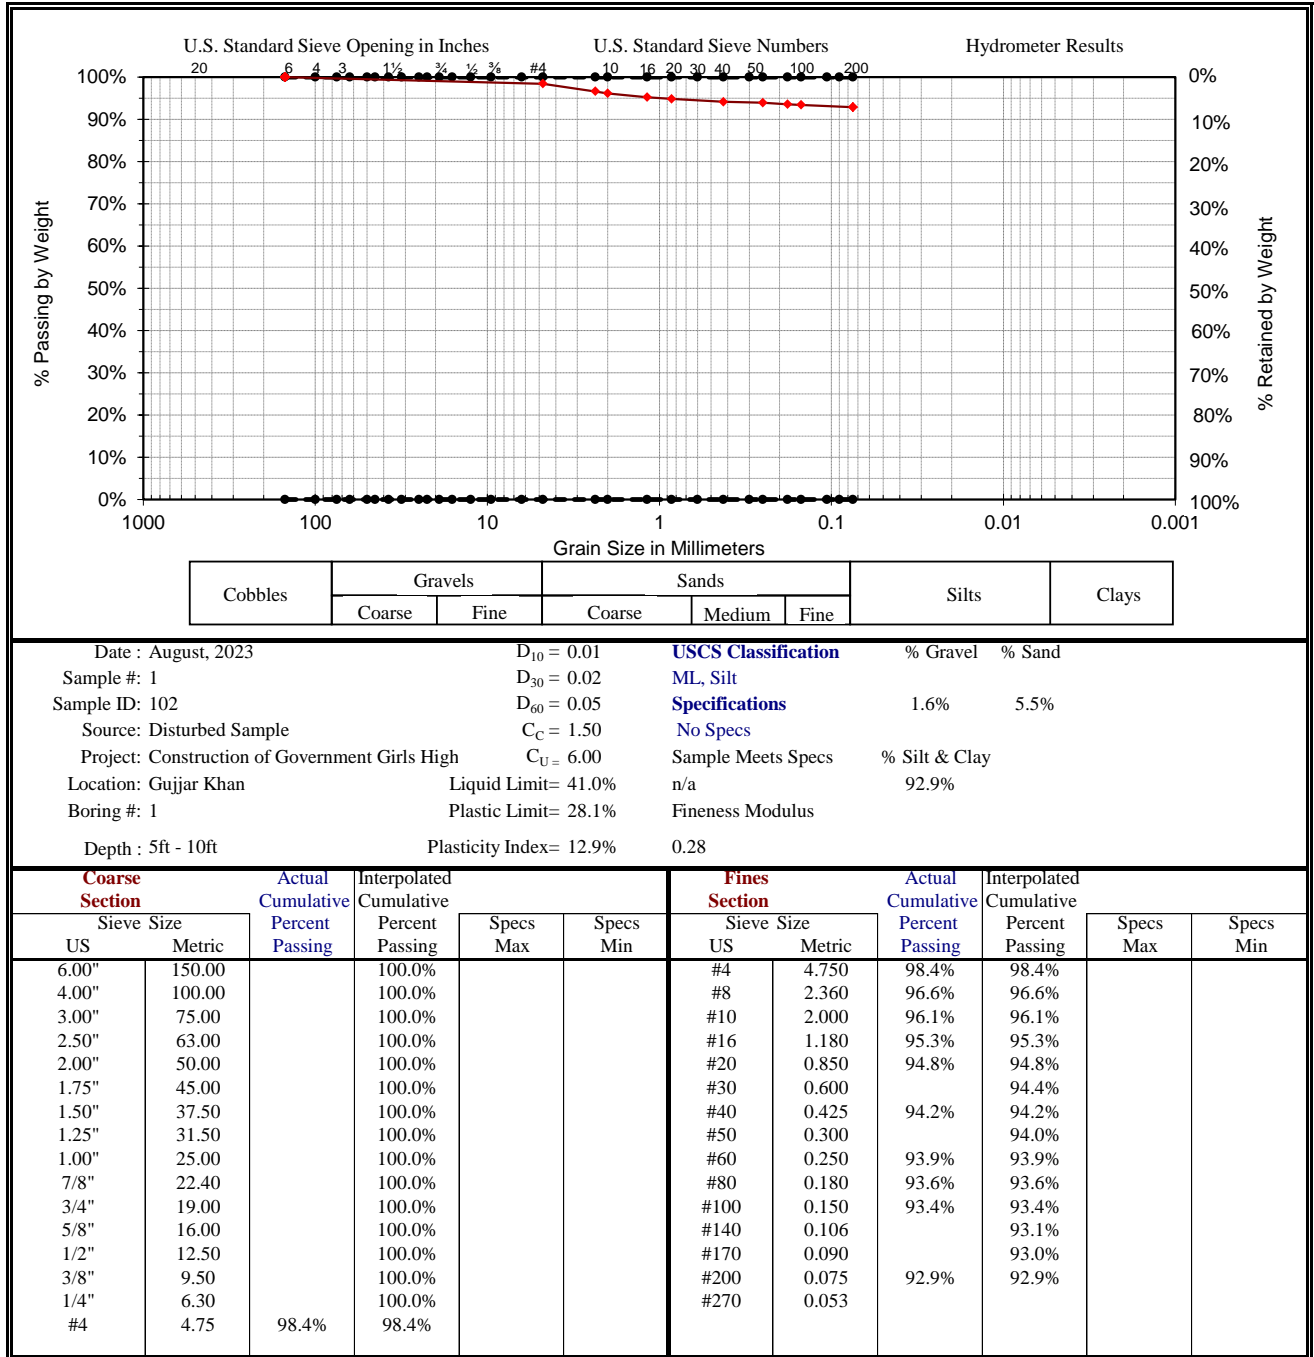 U.S. Standard Sieve Opening in Inches U.S. Standard Sieve Numbers Hydrometer Results
20 6 4 3 1½ ¾ ½ ⅜ #4 10 16 20 30 40 50 100 200
% Passing by Weight
100%
90%
80%
70%
60%
50%
40%
30%
20%
10%
0%
0%
10%
20%
30%
40%
50%
60%
70%
80%
90%
100%
% Retained by Weight
1000 100 10 1 0.1 0.01 0.001
Grain Size in Millimeters
Cobbles Gravels Sands Silts Clays
Coarse Fine Coarse Medium Fine
Date : August, 2023 D10 = 0.01 USCS Classification % Gravel % Sand
Sample #: 1 D30 = 0.02 ML, Silt
Sample ID: 102 D60 = 0.05 Specifications 1.6% 5.5%
Source: Disturbed Sample CC = 1.50 No Specs
Project: Construction of Government Girls High CU = 6.00 Sample Meets Specs % Silt & Clay
Location: Gujjar Khan Liquid Limit= 41.0% n/a 92.9%
Boring #: 1 Plastic Limit= 28.1% Fineness Modulus
Depth : 5ft - 10ft Plasticity Index= 12.9% 0.28
Coarse Actual Interpolated Fines Actual Interpolated
Section Cumulative Cumulative Section Cumulative Cumulative
Sieve Size Percent Percent Specs Specs Sieve Size Percent Percent Specs Specs
US Metric Passing Passing Max Min US Metric Passing Passing Max Min
6.00" 150.00 100.0% #4 4.750 98.4% 98.4%
4.00" 100.00 100.0% #8 2.360 96.6% 96.6%
3.00" 75.00 100.0% #10 2.000 96.1% 96.1%
2.50" 63.00 100.0% #16 1.180 95.3% 95.3%
2.00" 50.00 100.0% #20 0.850 94.8% 94.8%
1.75" 45.00 100.0% #30 0.600 94.4%
1.50" 37.50 100.0% #40 0.425 94.2% 94.2%
1.25" 31.50 100.0% #50 0.300 94.0%
1.00" 25.00 100.0% #60 0.250 93.9% 93.9%
7/8" 22.40 100.0% #80 0.180 93.6% 93.6%
3/4" 19.00 100.0% #100 0.150 93.4% 93.4%
5/8" 16.00 100.0% #140 0.106 93.1%
1/2" 12.50 100.0% #170 0.090 93.0%
3/8" 9.50 100.0% #200 0.075 92.9% 92.9%
1/4" 6.30 100.0% #270 0.053
#4 4.75 98.4% 98.4%